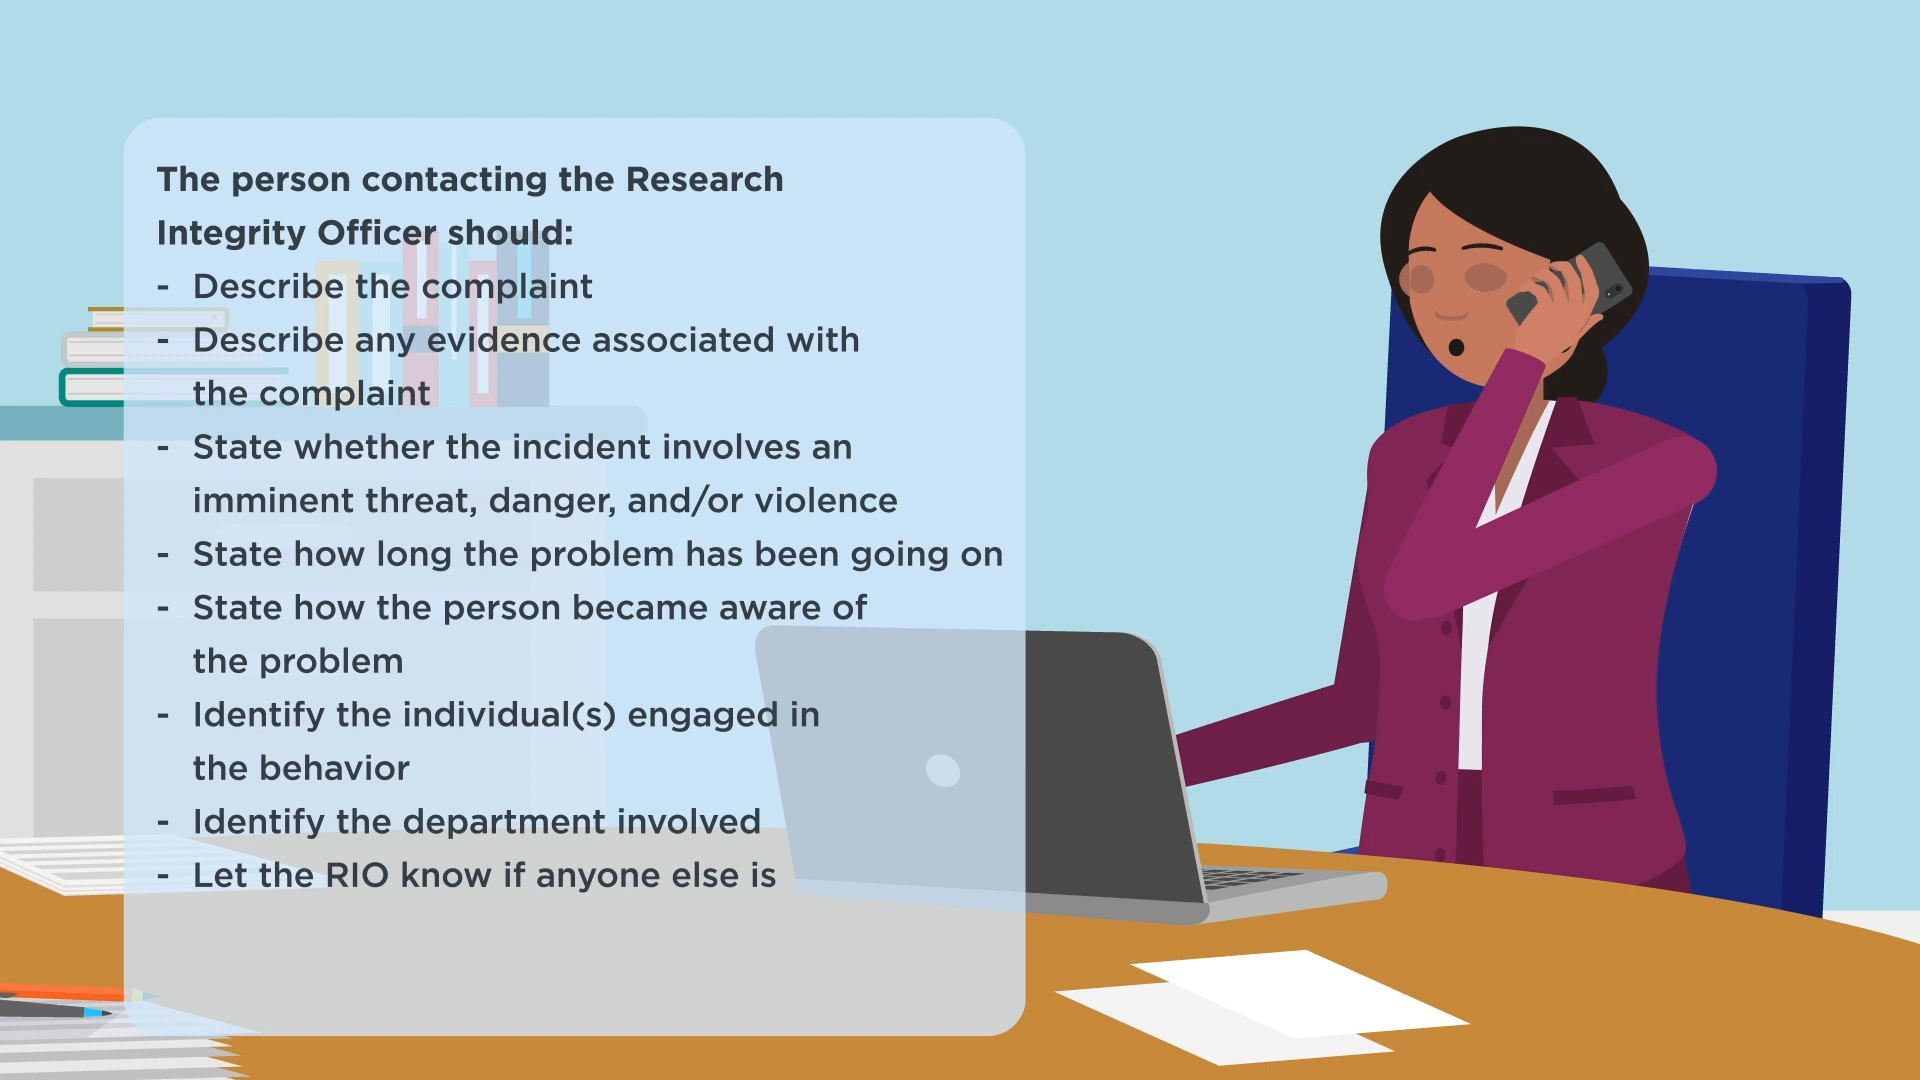 The person contacting the Research
Integrity Officer should:
- Describe the complaint
- Describe any evidence associated with
the complaint
- State whether the incident involves an
imminent threat, danger, and/or violence
- State how long the problem has been going on
- State how the person became aware of
the problem
- Identify the individual(s) engaged in
the behavior
- Identify the department involved
- Let the RIO know if anyone else is